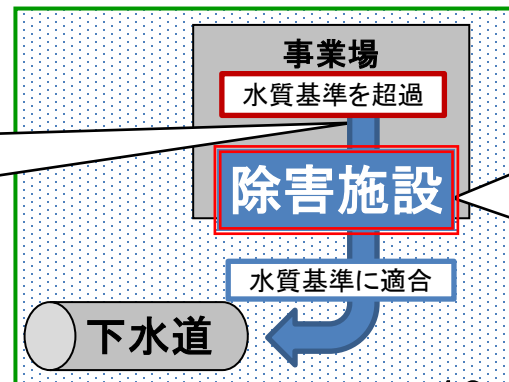 事業場
水質基準を超過
除害施設
水質基準に適合
下水道